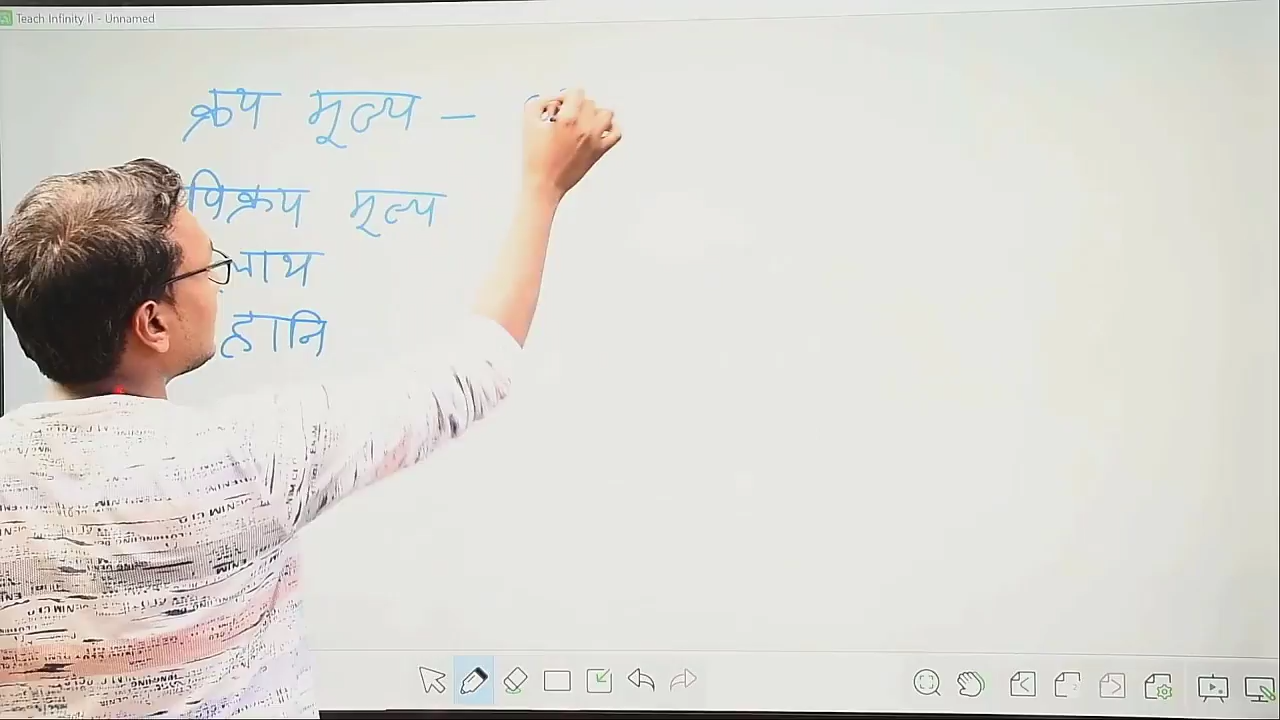 Teach Infinity II - Unnamed
क्रय मूल्य -
विक्रय मूल्य
लाभ
हानि